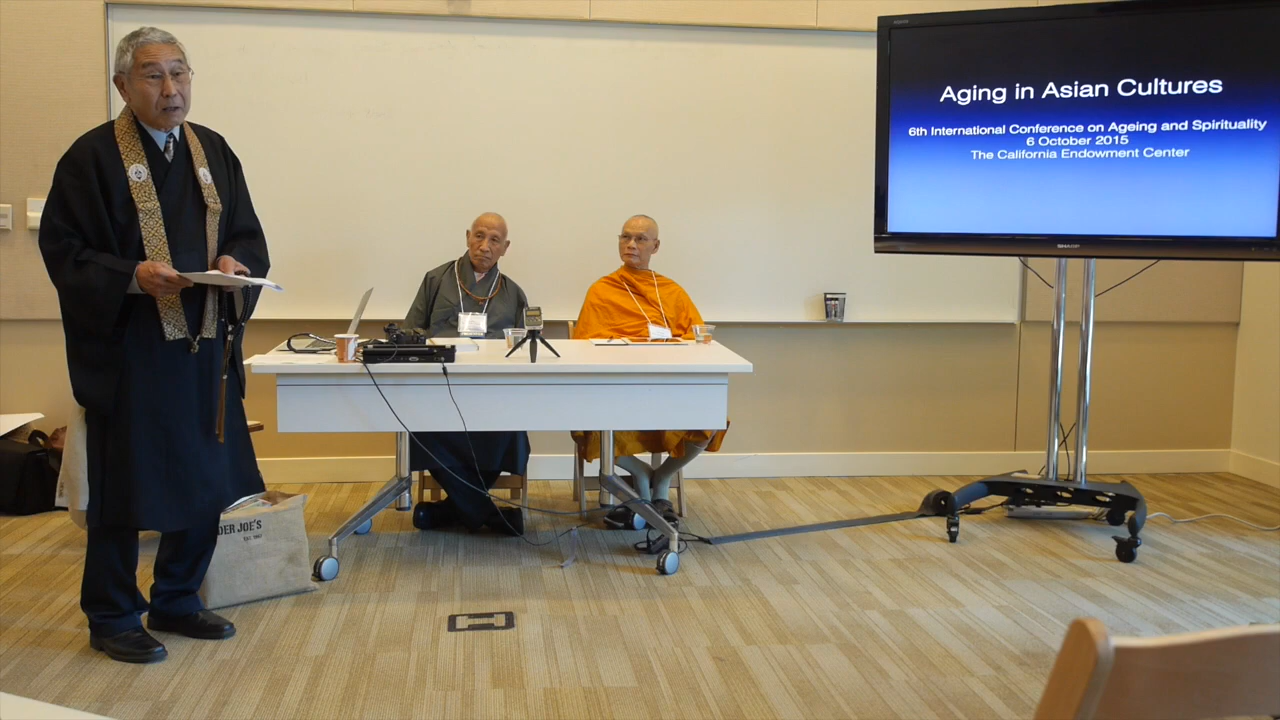 Aging in Asian Cultures
6th International Conference on Ageing and Spirituality
6 October 2015
The California Endowment Center
SHARP
DER JOE'S